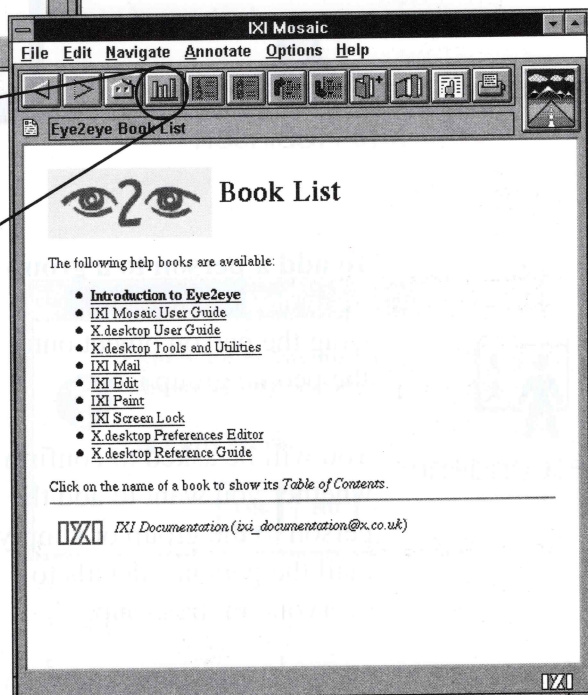 IXI Mosaic
File Edit Navigate Annotate Options Help
Eye2eye Book List
2 Book List
The following help books are available:
Introduction to Eye2eye
IXI Mosaic User Guide
X.desktop User Guide
X.desktop Tools and Utilities
IXI Mail
IXI Edit
IXI Paint
IXI Screen Lock
X.desktop Preferences Editor
X.desktop Reference Guide
Click on the name of a book to show its Table of Contents.
IXI IXI Documentation (ixi_documentation@x.co.uk)
IXI